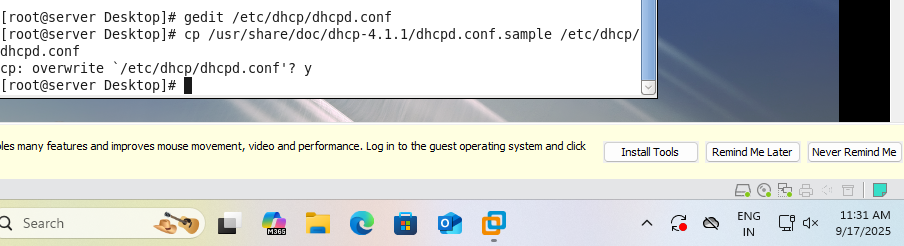 [root@server Desktop]# gedit /etc/dhcp/dhcpd.conf
[root@server Desktop]# cp /usr/share/doc/dhcp-4.1.1/dhcpd.conf.sample /etc/dhcp/
dhcpd.conf
cp: overwrite `/etc/dhcp/dhcpd.conf'? y
[root@server Desktop]#
many features and improves mouse movement, video and performance. Log in to the guest operating system and click
Install Tools
Remind Me Later
Never Remind Me
Search
M365
ENG
IN
11:31 AM
9/17/2025